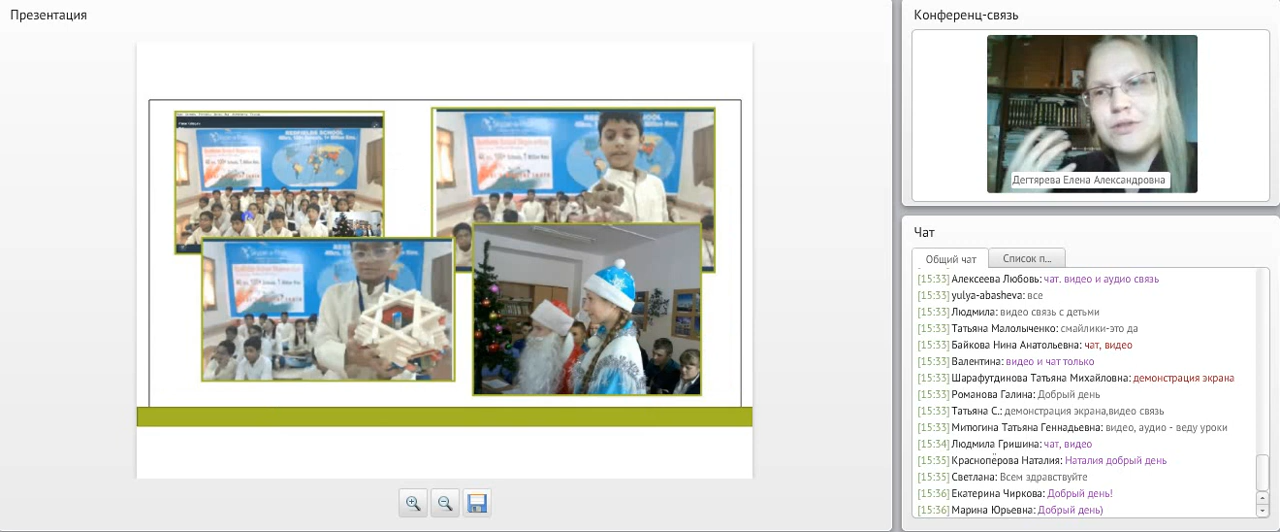 Презентация
REDFIELDS SCHOOL
Конференц-связь
Дегтярева Елена Александровна
Чат
Общий чат
Список п...
[15:33] Алексеева Любовь: чат. видео и аудио связь
[15:33] yulya-abasheva: все
[15:33] Людмила: видео связь с детьми
[15:33] Татьяна Малолыченко: смайлики-это да
[15:33] Байкова Нина Анатольевна: чат, видео
[15:33] Валентина: видео и чат только
[15:33] Шарафутдинова Татьяна Михайловна: демонстрация экрана
[15:33] Романова Галина: Добрый день
[15:33] Татьяна С.: демонстрация экрана,видео связь
[15:33] Митюгина Татьяна Геннадьевна: видео, аудио - веду уроки
[15:34] Людмила Гришина: чат, видео
[15:35] Краснопёрова Наталия: Наталия добрый день
[15:35] Светлана: Всем здравствуйте
[15:36] Екатерина Чиркова: Добрый день!
[15:36] Марина Юрьевна: Добрый день)